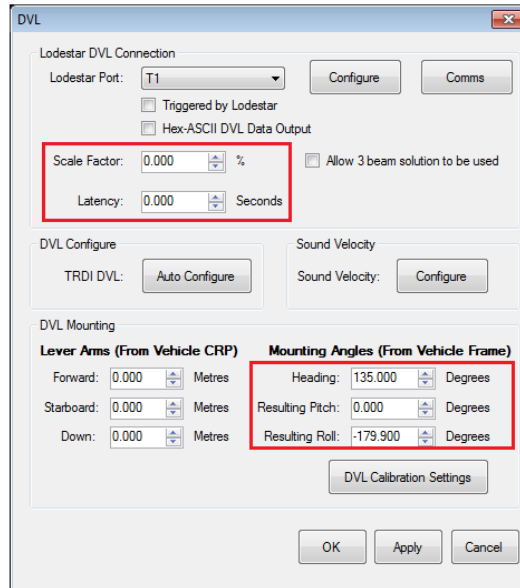 DVL
Lodestar DVL Connection
Lodestar Port: T1 Configure Comms
Triggered by Lodestar
Hex-ASCII DVL Data Output
Scale Factor: 0.000 % Allow 3 beam solution to be used
Latency: 0.000 Seconds
DVL Configure Sound Velocity
TRDI DVL: Auto Configure Sound Velocity: Configure
DVL Mounting
Lever Arms (From Vehicle CRP) Mounting Angles (From Vehicle Frame)
Forward: 0.000 Metres Heading: 135.000 Degrees
Starboard: 0.000 Metres Resulting Pitch: 0.000 Degrees
Down: 0.000 Metres Resulting Roll: -179.900 Degrees
DVL Calibration Settings
OK Apply Cancel